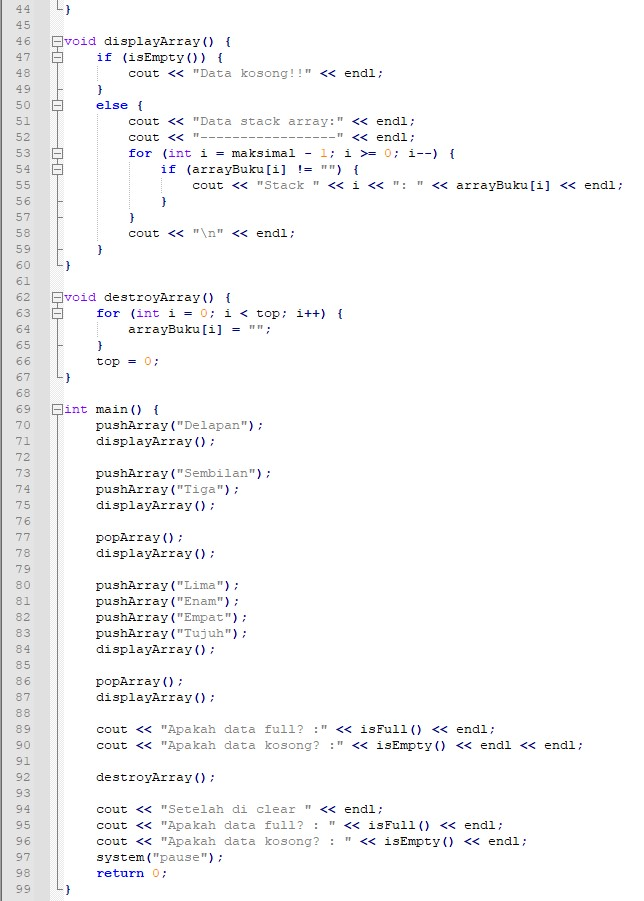 44 }
45
46 void displayArray() {
47     if (isEmpty()) {
48         cout << "Data kosong!!" << endl;
49     }
50     else {
51         cout << "Data stack array:" << endl;
52         cout << "-----------------" << endl;
53         for (int i = maksimal - 1; i >= 0; i--) {
54             if (arrayBuku[i] != "") {
55                 cout << "Stack " << i << ": " << arrayBuku[i] << endl;
56             }
57         }
58         cout << "\n" << endl;
59     }
60 }
61
62 void destroyArray() {
63     for (int i = 0; i < top; i++) {
64         arrayBuku[i] = "";
65     }
66     top = 0;
67 }
68
69 int main() {
70     pushArray("Delapan");
71     displayArray();
72
73     pushArray("Sembilan");
74     pushArray("Tiga");
75     displayArray();
76
77     popArray();
78     displayArray();
79
80     pushArray("Lima");
81     pushArray("Enam");
82     pushArray("Empat");
83     pushArray("Tujuh");
84     displayArray();
85
86     popArray();
87     displayArray();
88
89     cout << "Apakah data full? :" << isFull() << endl;
90     cout << "Apakah data kosong? :" << isEmpty() << endl << endl;
91
92     destroyArray();
93
94     cout << "Setelah di clear " << endl;
95     cout << "Apakah data full? : " << isFull() << endl;
96     cout << "Apakah data kosong? : " << isEmpty() << endl;
97     system("pause");
98     return 0;
99 }